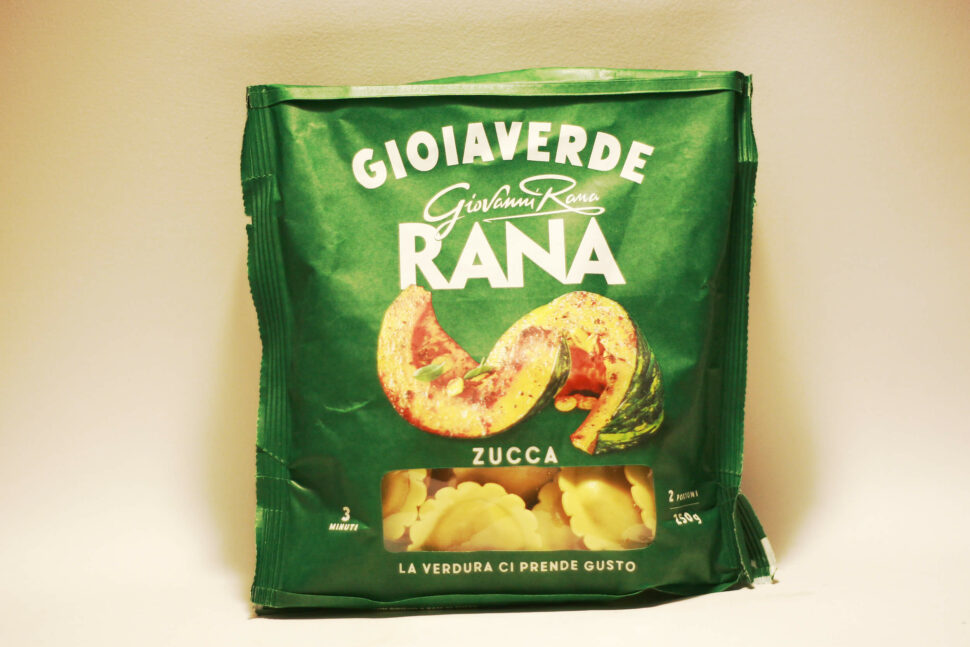 GIOIAVERDE
Giovanni Rana
RANA
ZUCCA
3
MINUTI
2 PORZIONI
250g
LA VERDURA CI PRENDE GUSTO